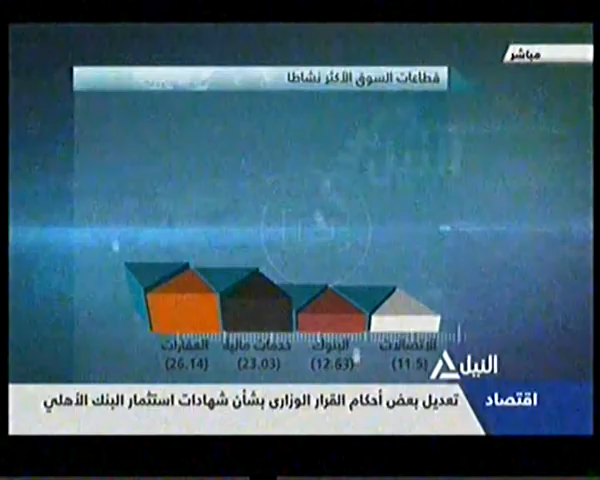 مباشر
قطاعات السوق الأكثر نشاطا
العقارات خدمات مالية البنوك الاتصالات
(26.14) (23.03) (12.63) (11.5)
النيل
اقتصاد
تعديل بعض أحكام القرار الوزارى بشأن شهادات استثمار البنك الأهلي